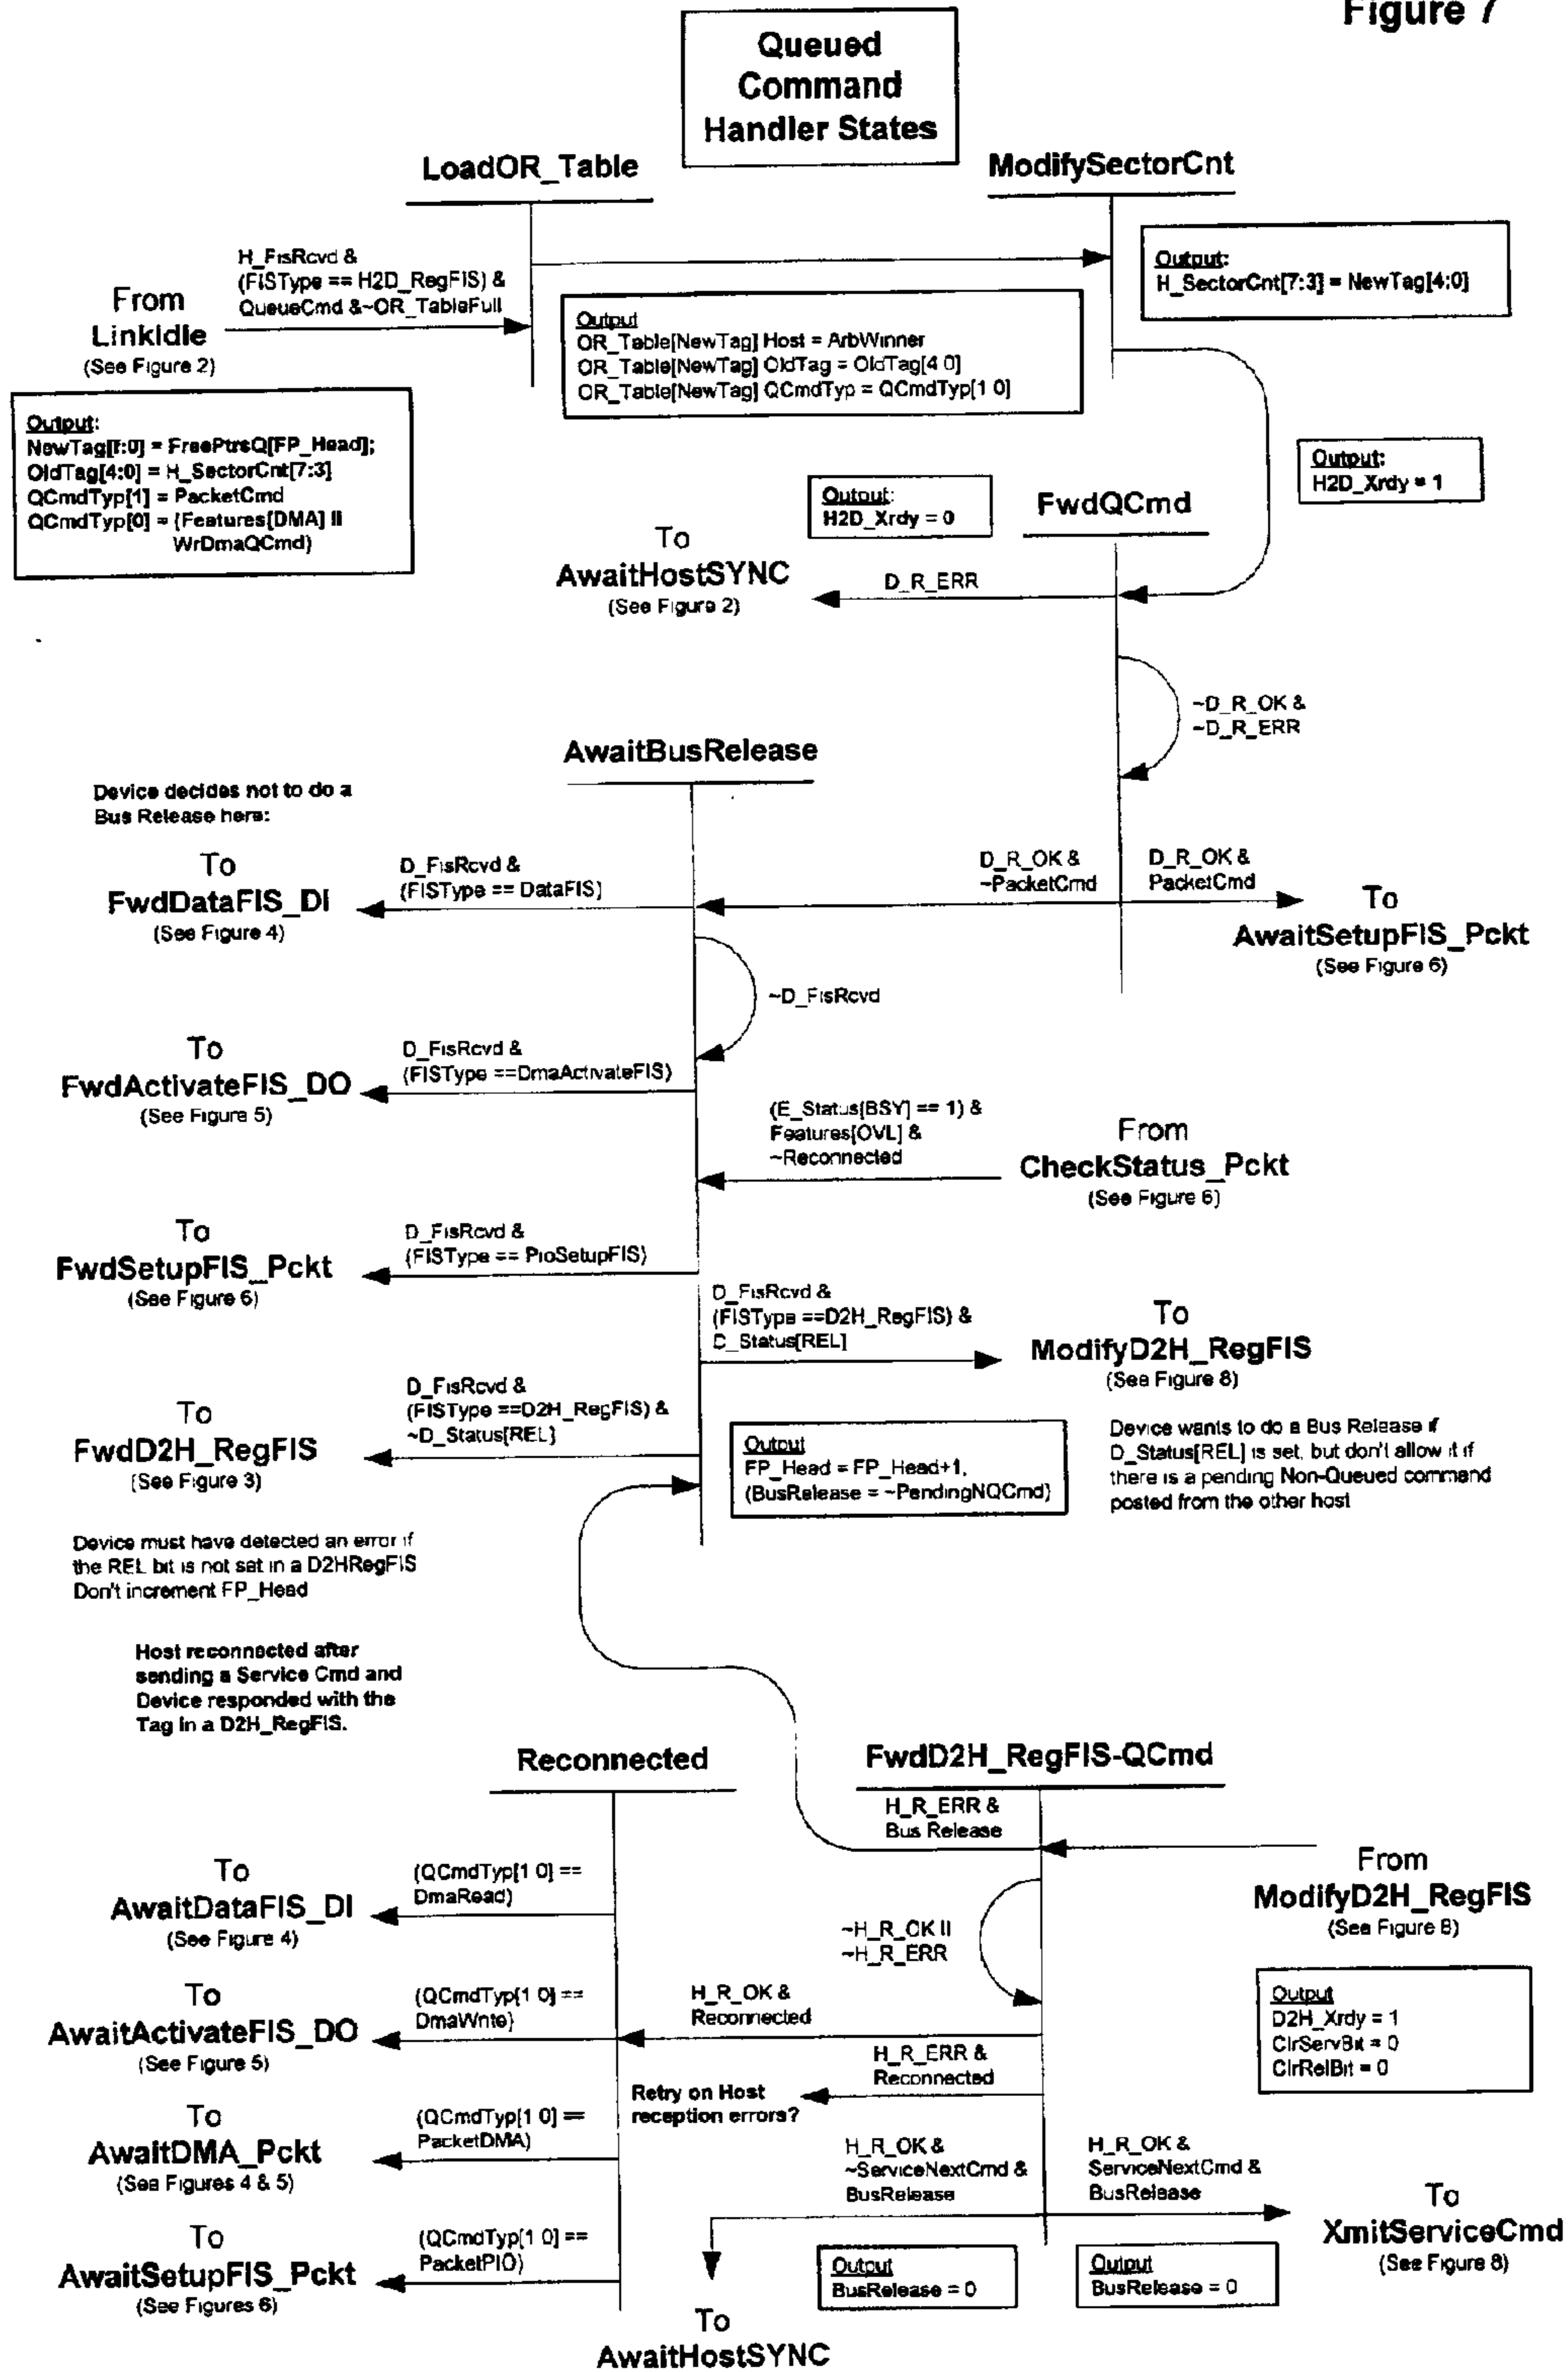 Figure 7
Queued
Command
Handler States
LoadOR_Table
ModifySectorCnt
H_FisRcvd &
(FISType == H2D_RegFIS) &
QueueCmd &~OR_TableFull
From
LinkIdle
(See Figure 2)
Output:
H_SectorCnt[7:3] = NewTag[4:0]
Output
OR_Table[NewTag] Host = ArbWinner
OR_Table[NewTag] OldTag = OldTag[4 0]
OR_Table[NewTag] QCmdTyp = QCmdTyp[1 0]
Output:
NewTag[f:0] = FreePtrsQ[FP_Head];
OldTag[4:0] = H_SectorCnt[7:3]
QCmdTyp[1] = PacketCmd
QCmdTyp[0] = (Features[DMA] ||
WrDmaQCmd)
Output:
H2D_Xrdy = 1
Output:
H2D_Xrdy = 0
FwdQCmd
To
AwaitHostSYNC
(See Figure 2)
D_R_ERR
~D_R_OK &
~D_R_ERR
AwaitBusRelease
Device decides not to do a
Bus Release here:
To
FwdDataFIS_DI
(See Figure 4)
D_FisRcvd &
(FISType == DataFIS)
D_R_OK &
~PacketCmd
D_R_OK &
PacketCmd
To
AwaitSetupFIS_Pckt
(See Figure 6)
~D_FisRcvd
To
FwdActivateFIS_DO
(See Figure 5)
D_FisRcvd &
(FISType ==DmaActivateFIS)
(E_Status[BSY] == 1) &
Features[OVL] &
~Reconnected
From
CheckStatus_Pckt
(See Figure 6)
To
FwdSetupFIS_Pckt
(See Figure 6)
D_FisRcvd &
(FISType == PioSetupFIS)
D_FisRcvd &
(FISType ==D2H_RegFIS) &
D_Status[REL]
To
ModifyD2H_RegFIS
(See Figure 8)
To
FwdD2H_RegFIS
(See Figure 3)
D_FisRcvd &
(FISType ==D2H_RegFIS) &
~D_Status[REL]
Output
FP_Head = FP_Head+1,
(BusRelease = ~PendingNQCmd)
Device wants to do a Bus Release if
D_Status[REL] is set, but don't allow it if
there is a pending Non-Queued command
posted from the other host
Device must have detected an error if
the REL bit is not set in a D2HRegFIS
Don't increment FP_Head
Host reconnected after
sending a Service Cmd and
Device responded with the
Tag in a D2H_RegFIS.
Reconnected
FwdD2H_RegFIS-QCmd
H_R_ERR &
Bus Release
From
ModifyD2H_RegFIS
(See Figure 8)
To
AwaitDataFIS_DI
(See Figure 4)
(QCmdTyp[1 0] ==
DmaRead)
~H_R_OK ||
~H_R_ERR
Output
D2H_Xrdy = 1
ClrServBit = 0
ClrRelBit = 0
To
AwaitActivateFIS_DO
(See Figure 5)
(QCmdTyp[1 0] ==
DmaWrite)
H_R_OK &
Reconnected
H_R_ERR &
Reconnected
Retry on Host
reception errors?
To
AwaitDMA_Pckt
(See Figures 4 & 5)
(QCmdTyp[1 0] ==
PacketDMA)
H_R_OK &
~ServiceNextCmd &
BusRelease
H_R_OK &
ServiceNextCmd &
BusRelease
To
XmitServiceCmd
(See Figure 8)
To
AwaitSetupFIS_Pckt
(See Figures 6)
(QCmdTyp[1 0] ==
PacketPIO)
Output
BusRelease = 0
Output
BusRelease = 0
To
AwaitHostSYNC